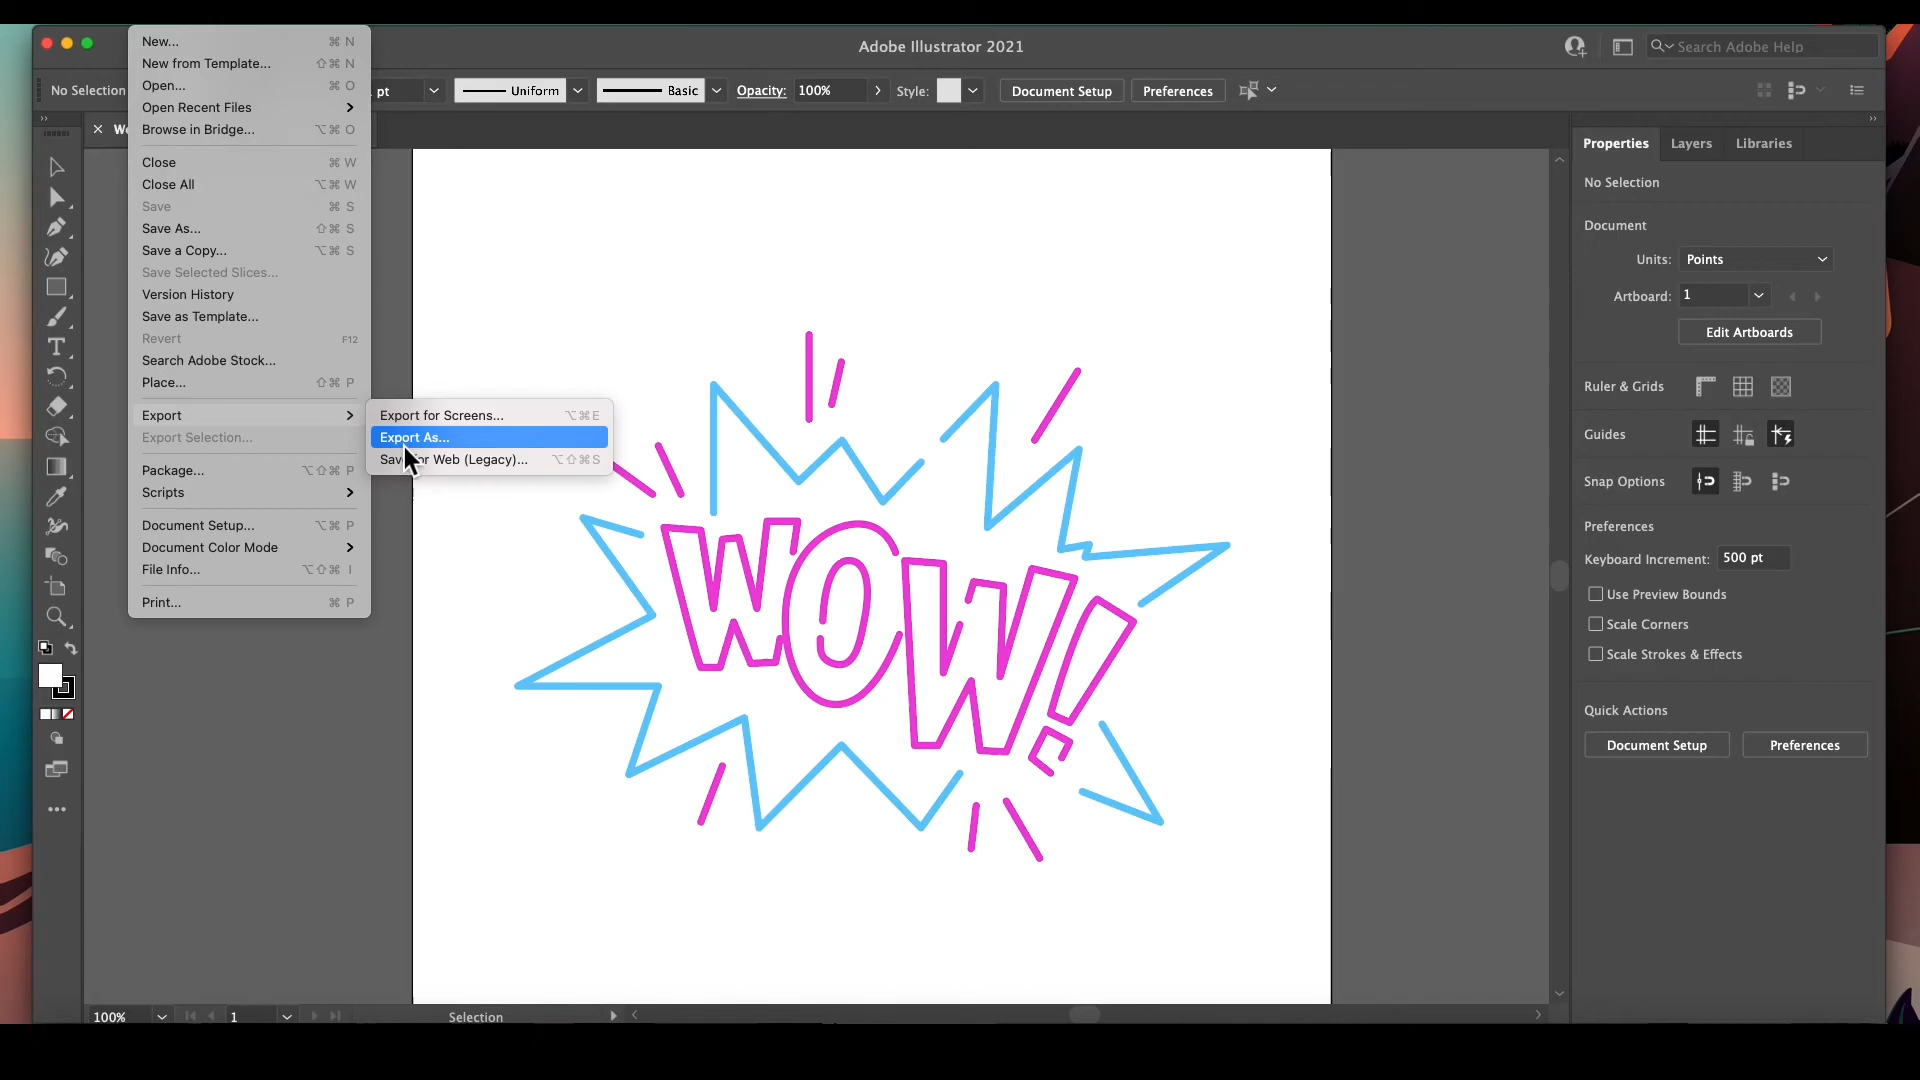 Adobe Illustrator 2021
Search Adobe Help
No Selection
pt
Uniform
Basic
Opacity:
100%
Style:
Document Setup
Preferences
New... ⌘ N
New from Template... ⇧⌘ N
Open... ⌘ O
Open Recent Files
Browse in Bridge... ⌥⌘ O
Close ⌘ W
Close All ⌥⌘ W
Save ⌘ S
Save As... ⇧⌘ S
Save a Copy... ⌥⌘ S
Save Selected Slices...
Version History
Save as Template...
Revert F12
Search Adobe Stock...
Place... ⇧⌘ P
Export
Export Selection...
Package... ⌥⇧⌘ P
Scripts
Document Setup... ⌥⌘ P
Document Color Mode
File Info... ⌥⇧⌘ I
Print... ⌘ P
Export for Screens... ⌥⌘E
Export As...
Save for Web (Legacy)... ⌥⇧⌘S
WOW!
Properties
Layers
Libraries
No Selection
Document
Units: Points
Artboard: 1
Edit Artboards
Ruler & Grids
Guides
Snap Options
Preferences
Keyboard Increment: 500 pt
Use Preview Bounds
Scale Corners
Scale Strokes & Effects
Quick Actions
Document Setup
Preferences
100%
1
Selection